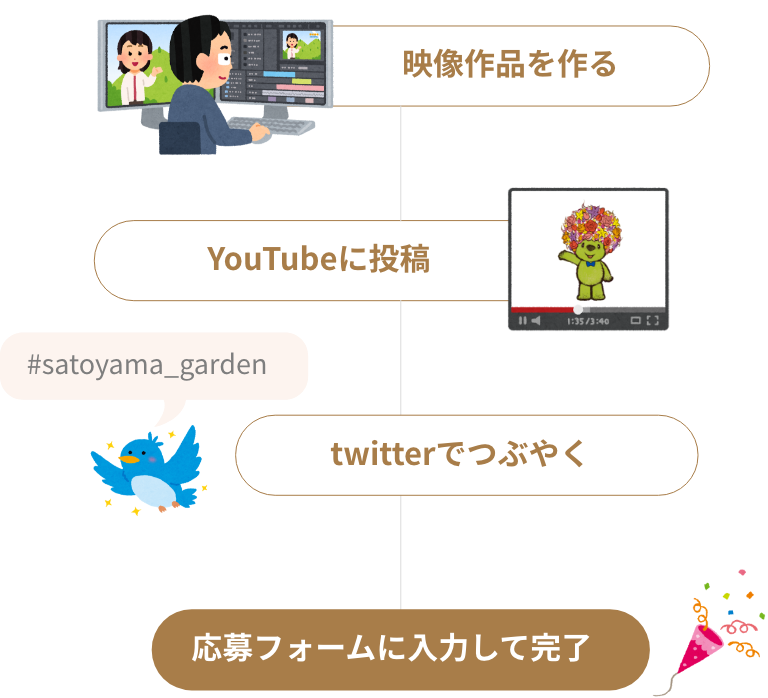 映像作品を作る
YouTubeに投稿
1:35/3:40
#satoyama_garden
twitterでつぶやく
応募フォームに入力して完了